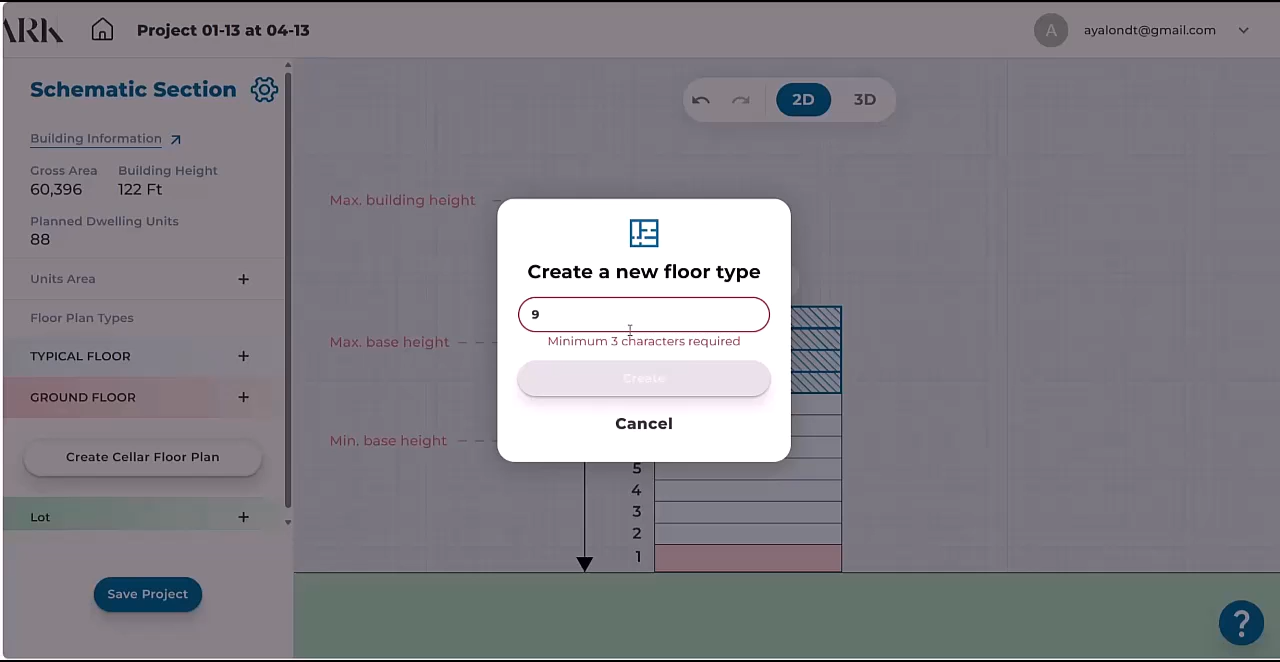 ARK
Project 01-13 at 04-13
A
ayalondt@gmail.com
Schematic Section
2D
3D
Building Information
Gross Area
Building Height
60,396
122 Ft
Planned Dwelling Units
88
Units Area
+
Floor Plan Types
TYPICAL FLOOR
+
GROUND FLOOR
+
Create Cellar Floor Plan
Lot
+
Save Project
Max. building height
Max. base height
Min. base height
Create a new floor type
9
Minimum 3 characters required
Create
Cancel
5
4
3
2
1
?